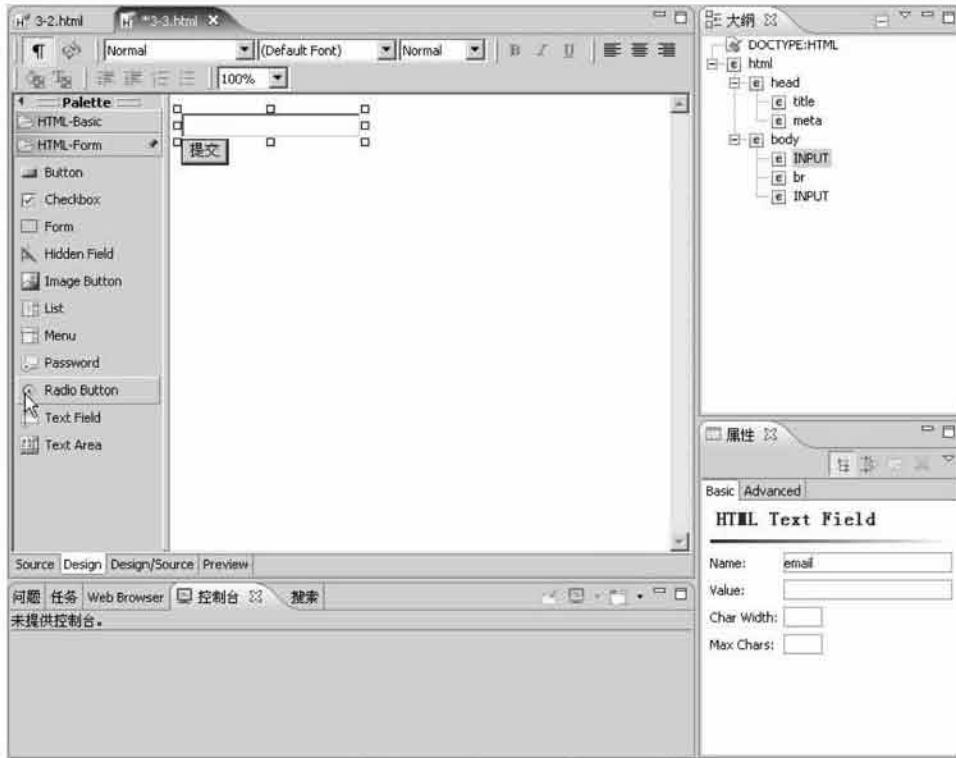 3-2.html
*3-3.html
Normal
(Default Font)
Normal
B I U
100%
Palette
HTML-Basic
HTML-Form
Button
Checkbox
Form
Hidden Field
Image Button
List
Menu
Password
Radio Button
Text Field
Text Area
提交
Source
Design
Design/Source
Preview
问题
任务
Web Browser
控制台
搜索
未提供控制台。
大纲
DOCTYPE:HTML
html
head
title
meta
body
INPUT
br
INPUT
属性
Basic
Advanced
HTML Text Field
Name:
email
Value:
Char Width:
Max Chars: